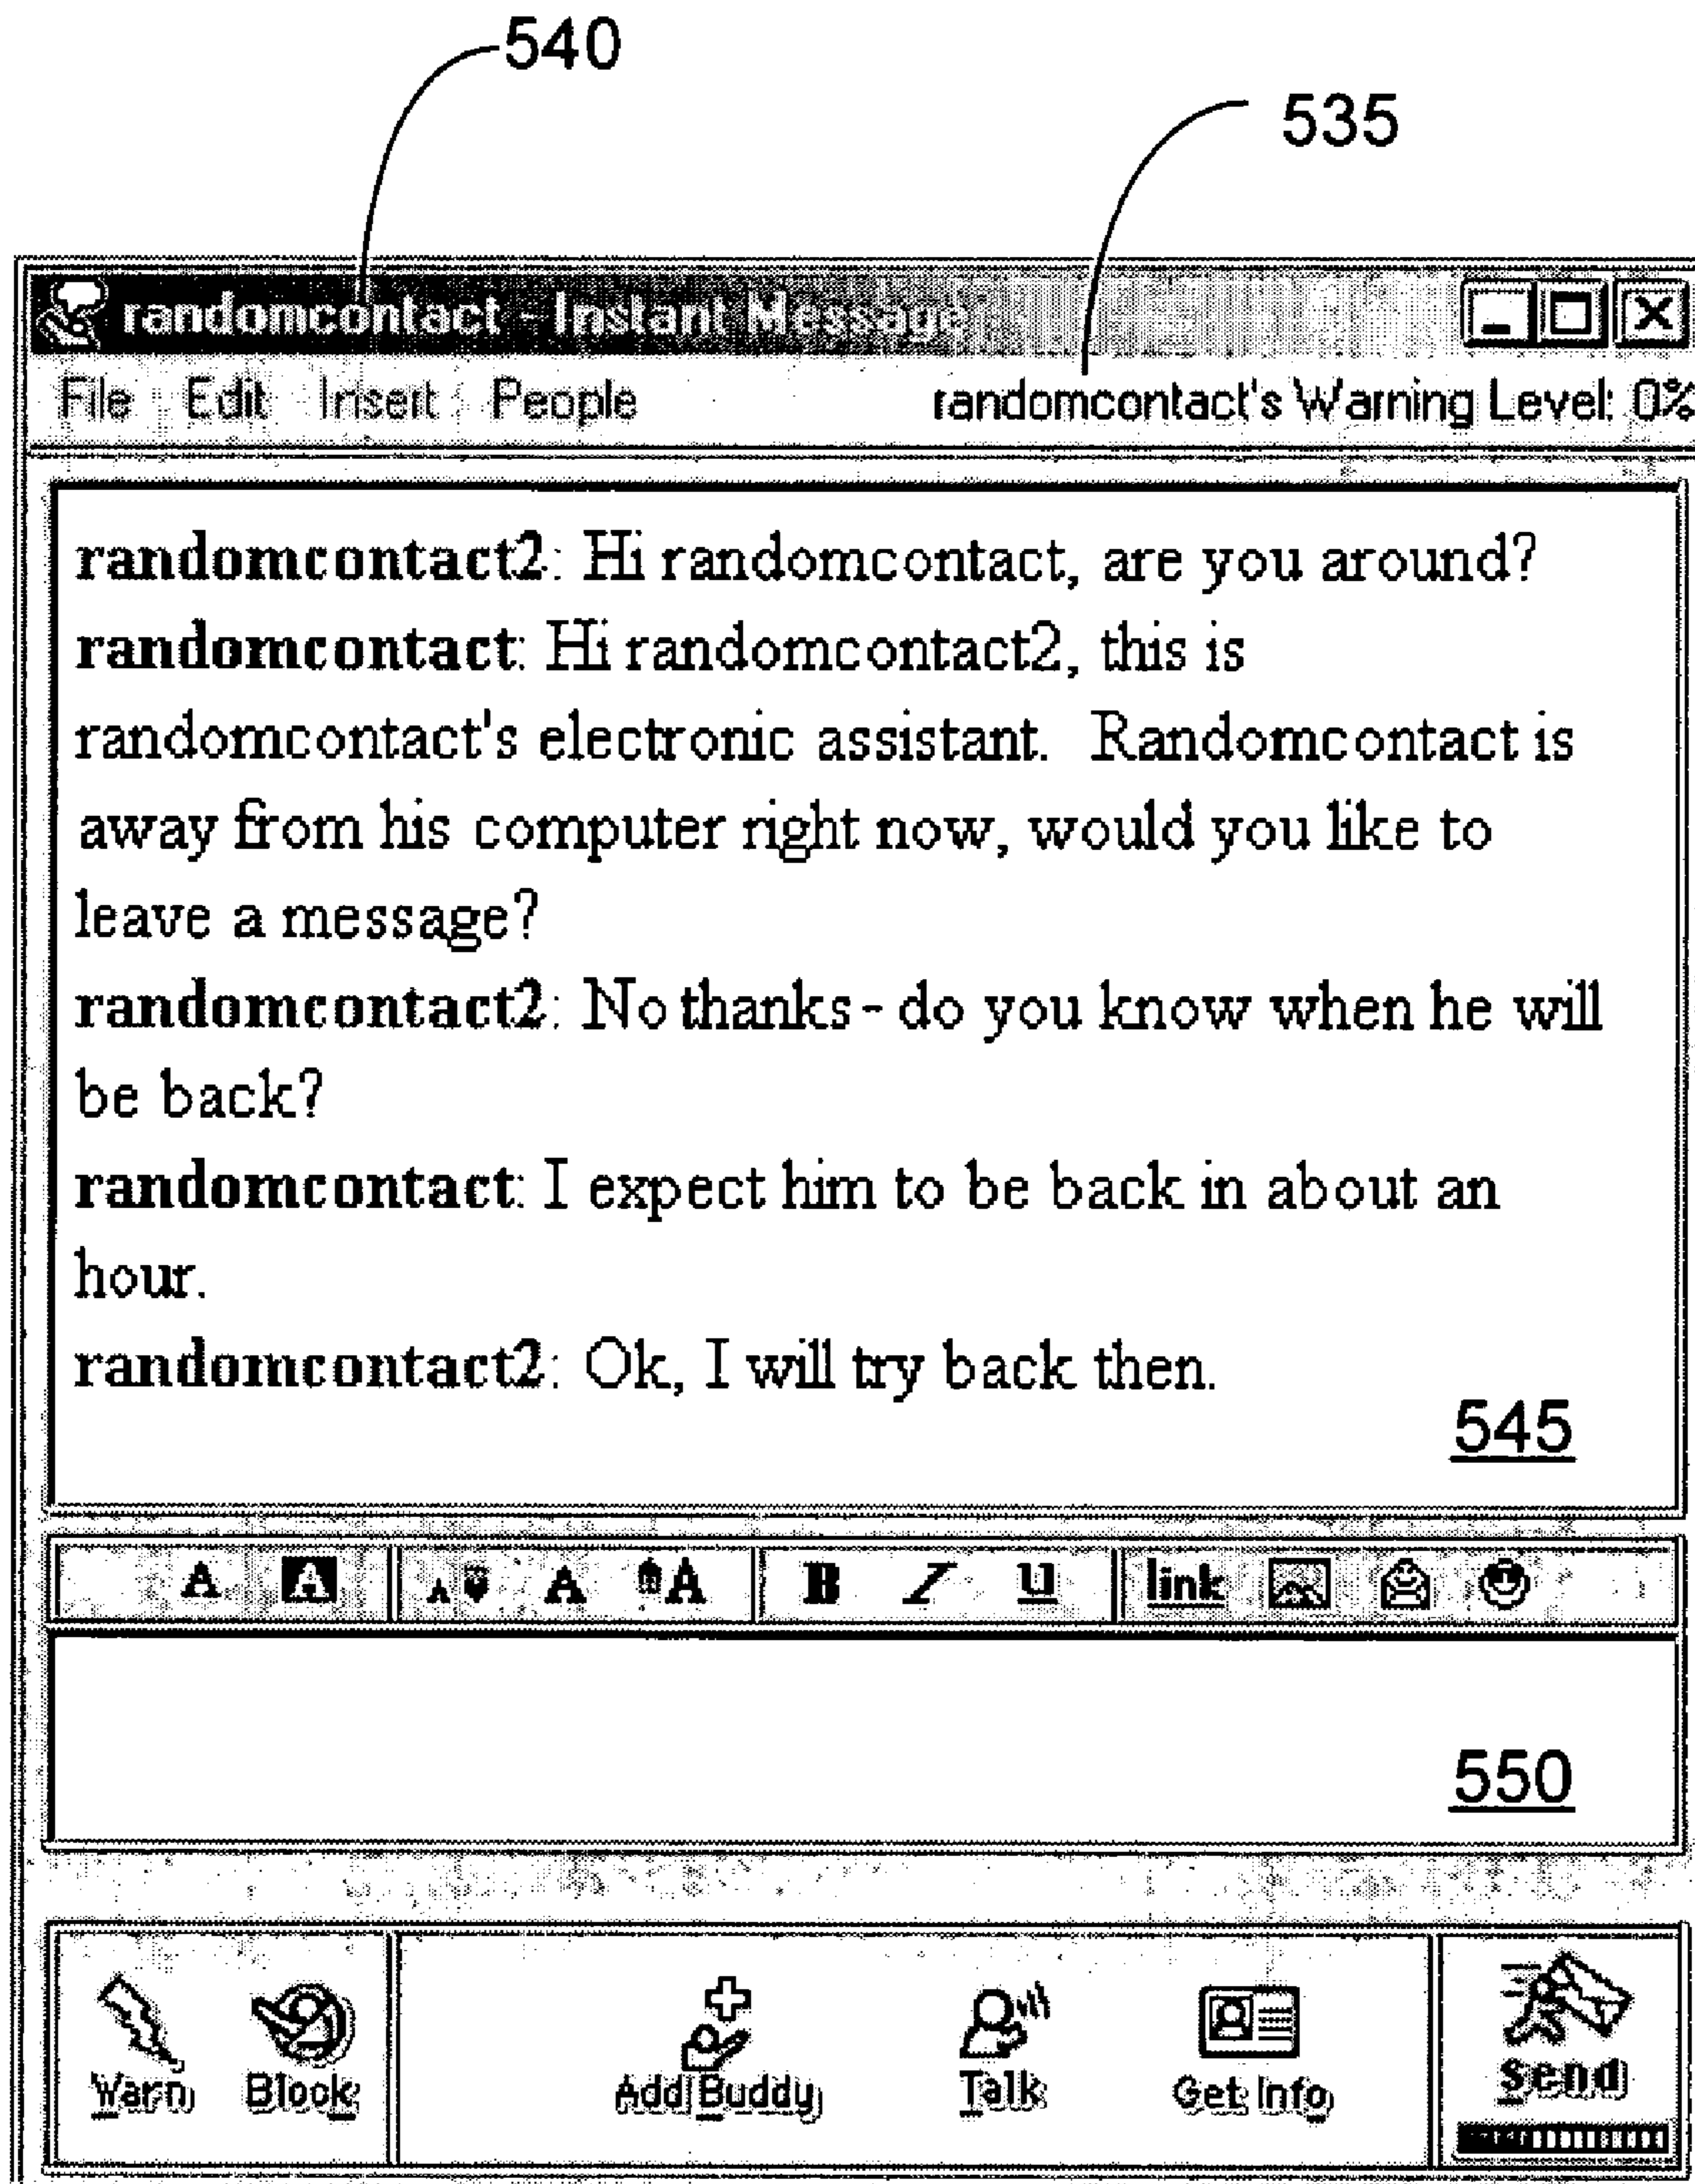 540
535
randomcontact - Instant Message
File Edit Insert People randomcontact's Warning Level: 0%
randomcontact2: Hi randomcontact, are you around?
randomcontact: Hi randomcontact2, this is
randomcontact's electronic assistant. Randomcontact is
away from his computer right now, would you like to
leave a message?
randomcontact2: No thanks - do you know when he will
be back?
randomcontact: I expect him to be back in about an
hour.
randomcontact2: Ok, I will try back then.
545
A A A A A B I U link
550
Warn Block Add Buddy Talk Get Info Send